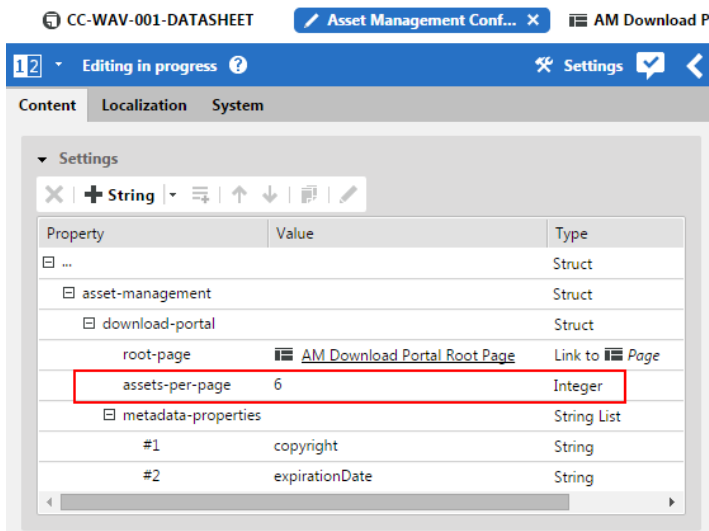 CC-WAV-001-DATASHEET Asset Management Conf... AM Download P
12 Editing in progress ? Settings
Content Localization System
Settings
String
Property Value Type
... Struct
asset-management Struct
download-portal Struct
root-page AM Download Portal Root Page Link to Page
assets-per-page 6 Integer
metadata-properties String List
#1 copyright String
#2 expirationDate String